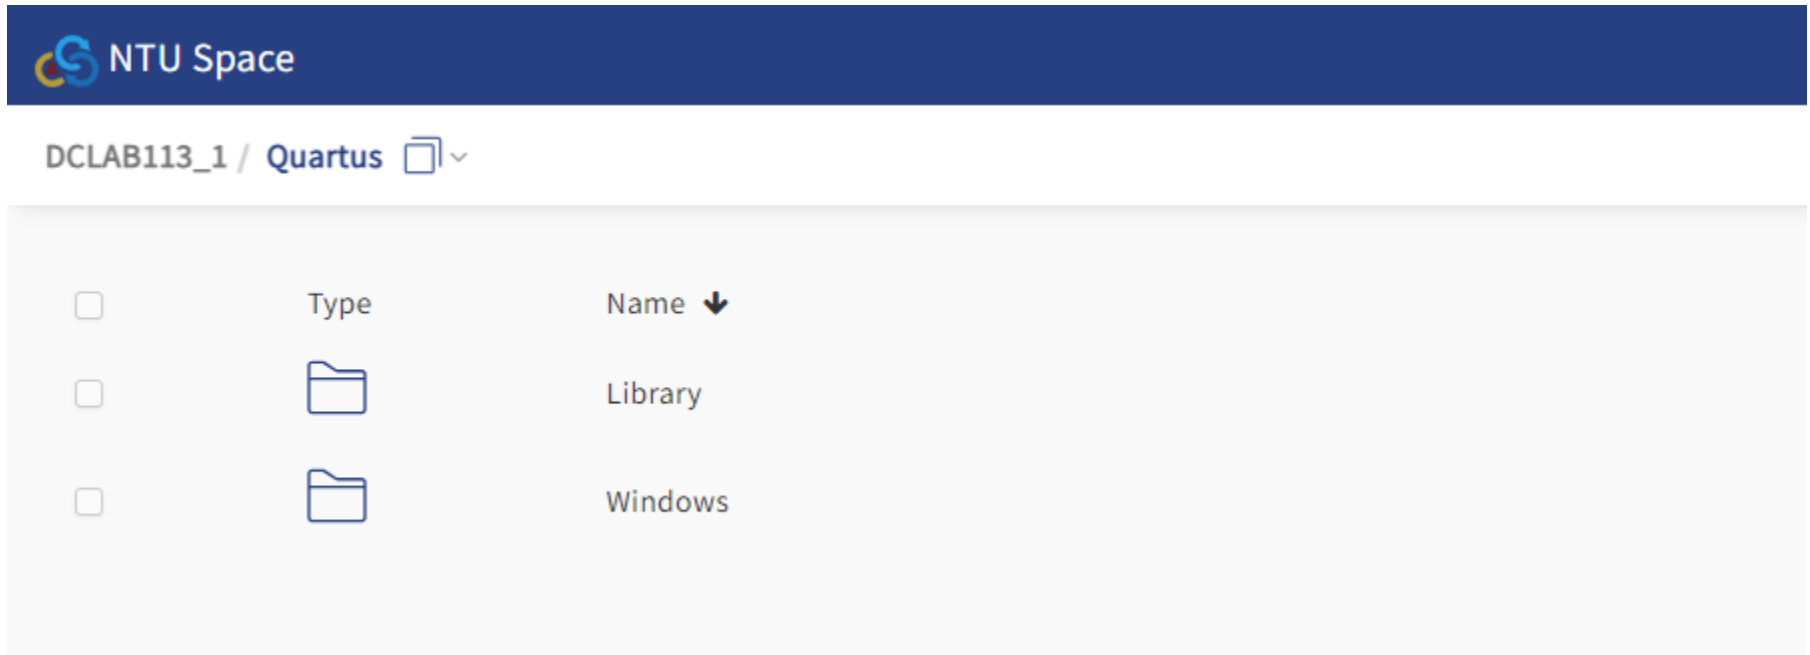 NTU Space
DCLAB113_1 / Quartus
Type Name
Library
Windows